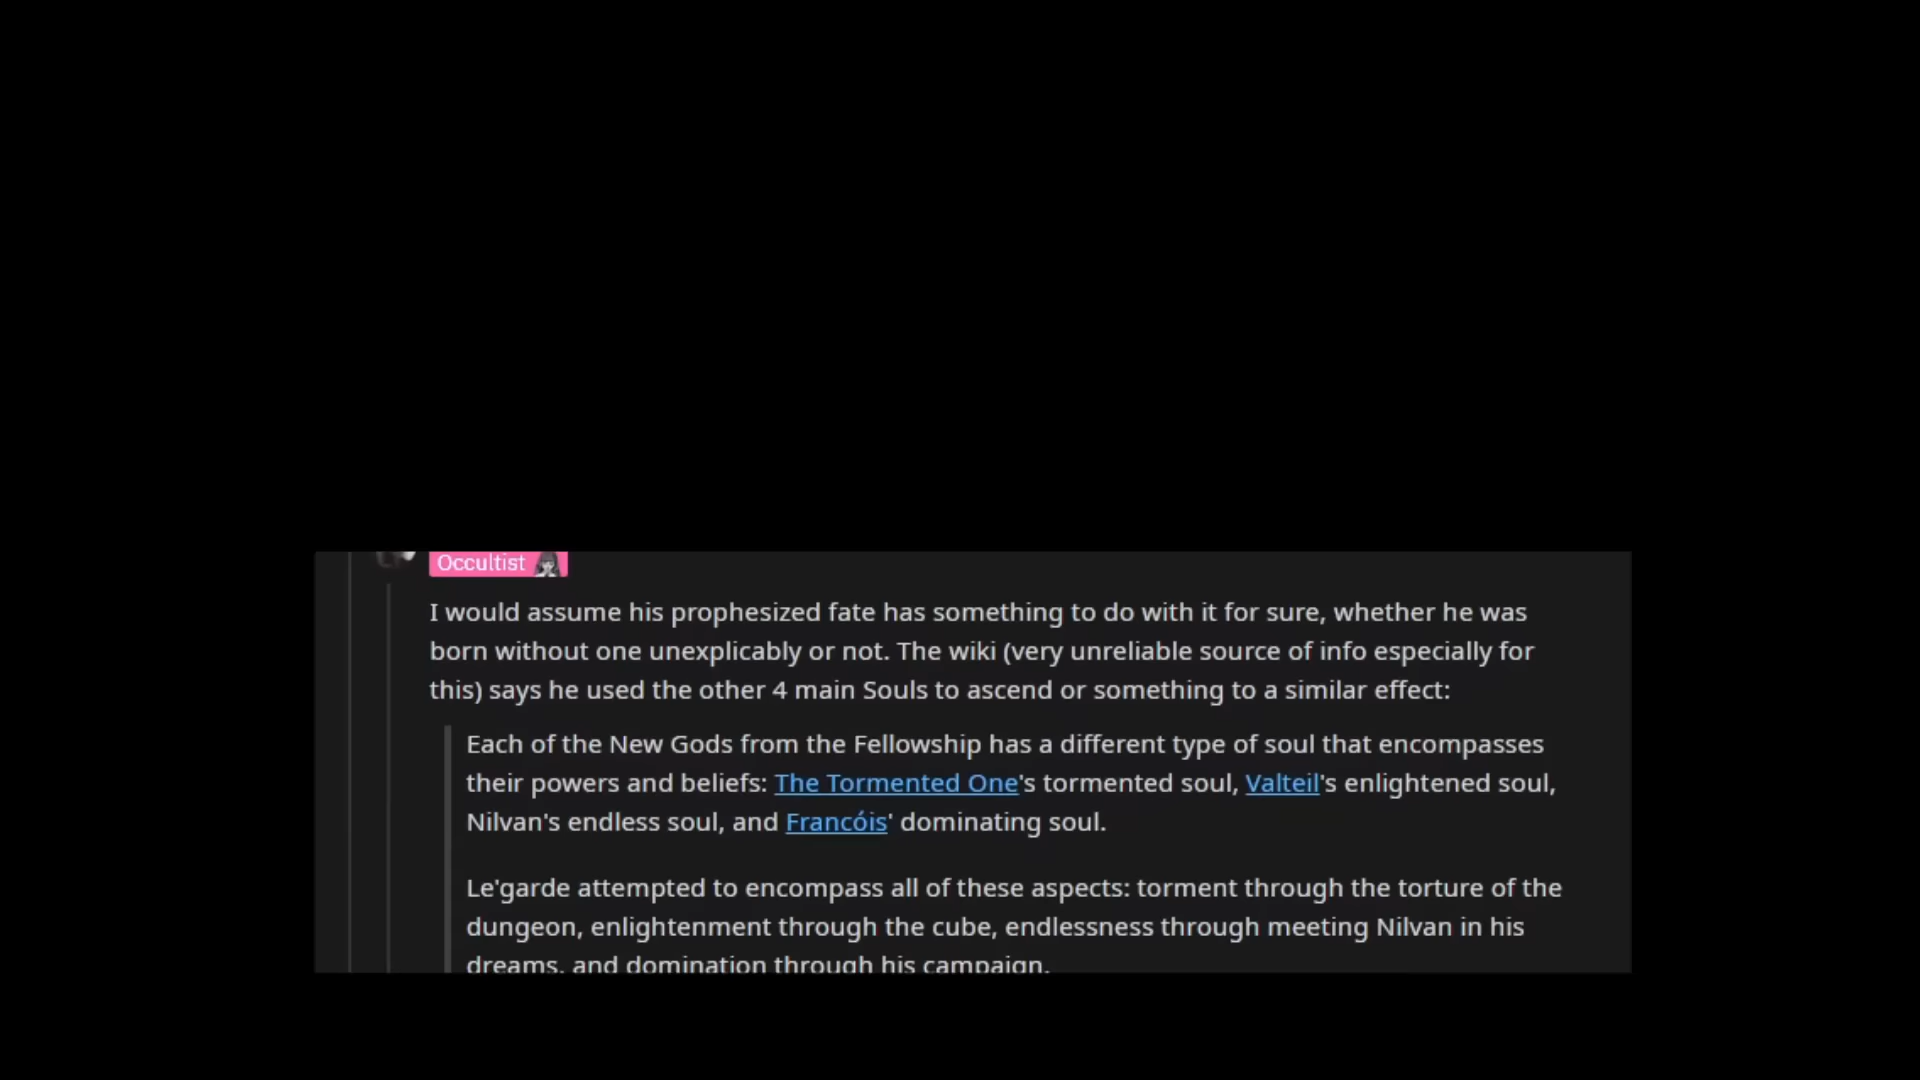 Occultist
I would assume his prophesized fate has something to do with it for sure, whether he was
born without one unexplicably or not. The wiki (very unreliable source of info especially for
this) says he used the other 4 main Souls to ascend or something to a similar effect:
Each of the New Gods from the Fellowship has a different type of soul that encompasses
their powers and beliefs: The Tormented One's tormented soul, Valteil's enlightened soul,
Nilvan's endless soul, and Francóis' dominating soul.
Le'garde attempted to encompass all of these aspects: torment through the torture of the
dungeon, enlightenment through the cube, endlessness through meeting Nilvan in his
dreams, and domination through his campaign.